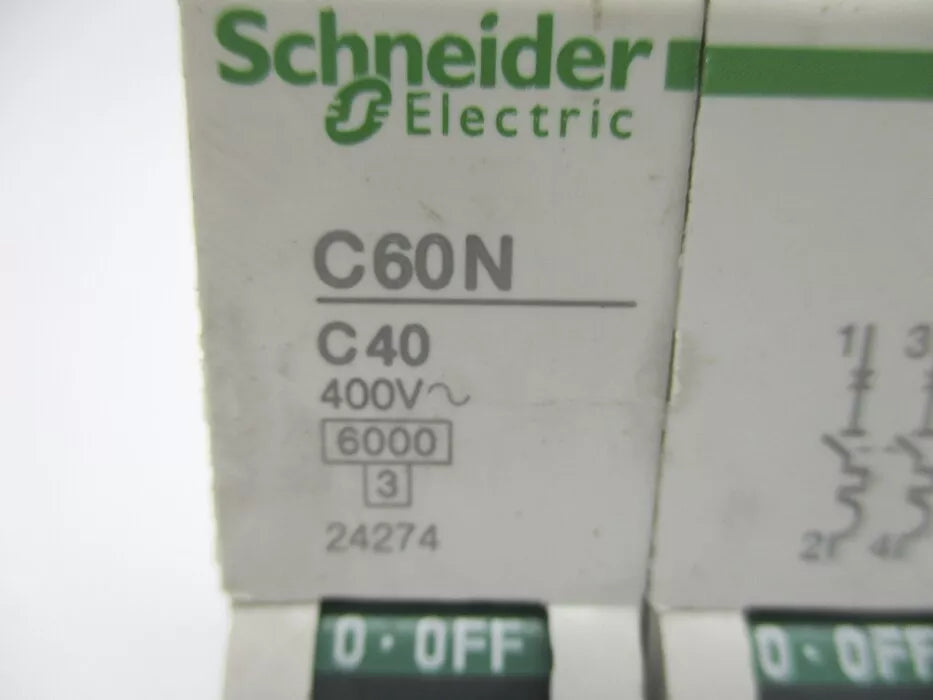 Schneider
Electric
C60N
C40
400V~
6000
3
24274
1 3
2 4
0 · OFF
0 · OFF